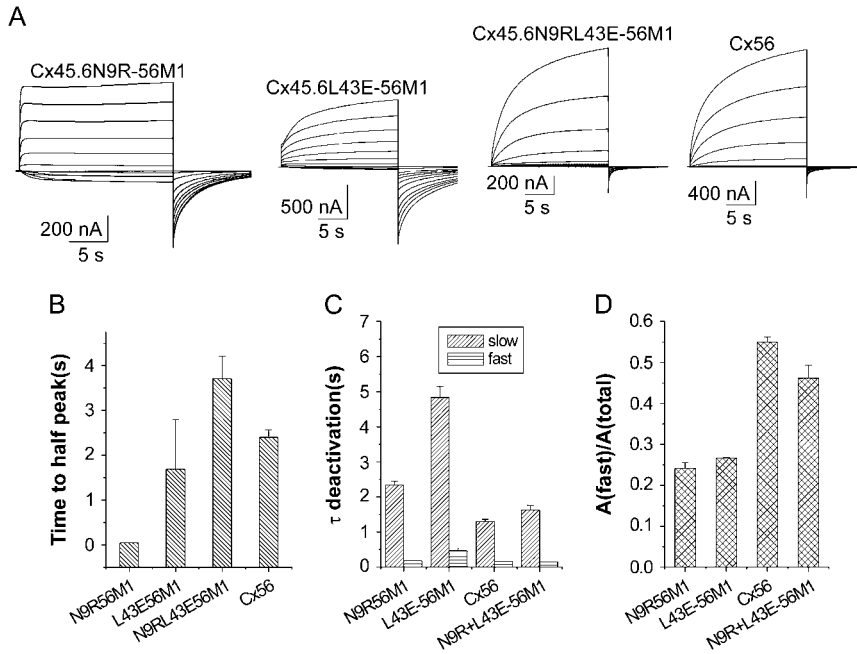 A
Cx45.6N9R-56M1
Cx45.6L43E-56M1
Cx45.6N9RL43E-56M1
Cx56
200 nA
5 s
500 nA
5 s
200 nA
5 s
400 nA
5 s
B
Time to half peak(s)
4
3
2
1
0
N9R56M1
L43E56M1
N9RL43E56M1
Cx56
C
τ deactivation(s)
7
6
5
4
3
2
1
0
slow
fast
N9R56M1
L43E-56M1
Cx56
N9R+L43E-56M1
D
A(fast)/A(total)
0.6
0.5
0.4
0.3
0.2
0.1
0.0
N9R56M1
L43E-56M1
Cx56
N9R+L43E-56M1